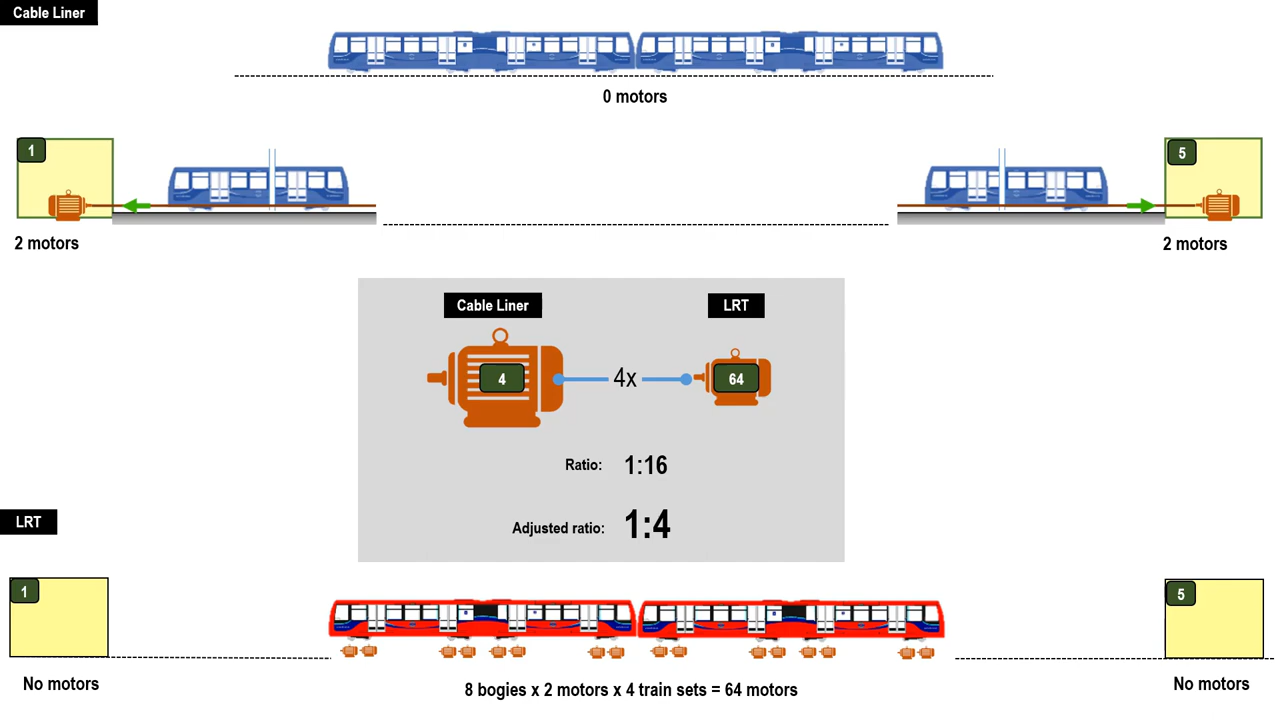 Cable Liner
0 motors
1
5
2 motors
2 motors
Cable Liner
LRT
4
4x
64
Ratio: 1:16
Adjusted ratio: 1:4
LRT
1
5
No motors
8 bogies x 2 motors x 4 train sets = 64 motors
No motors